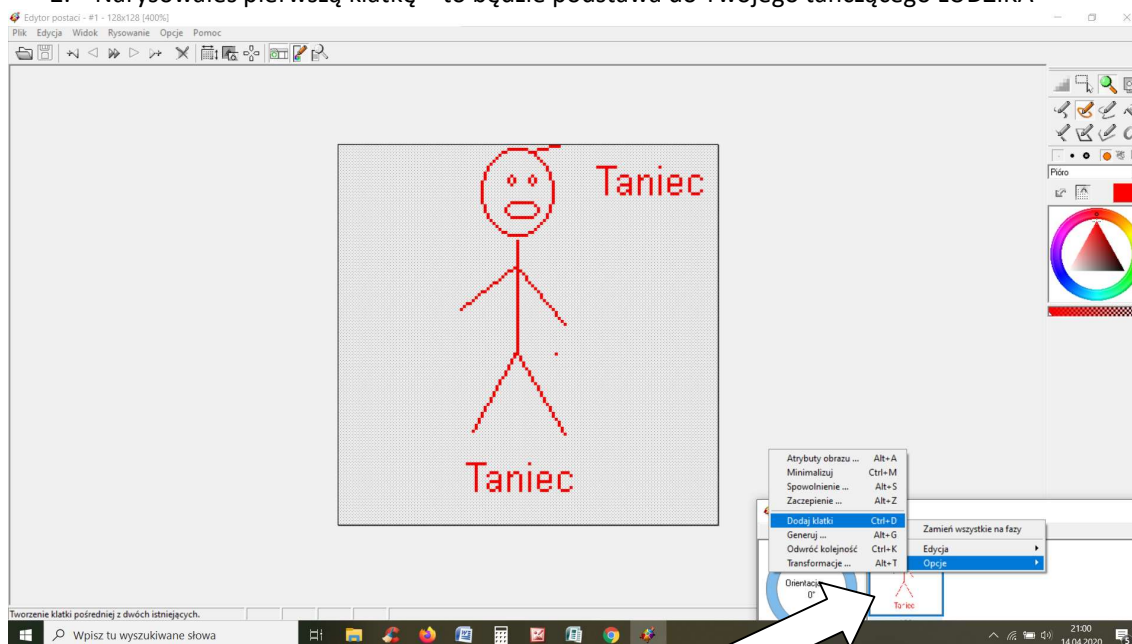 Edytor postaci - #1 - 128x128 [400%]
Plik Edycja Widok Rysowanie Opcje Pomoc
Pióro
Taniec
Taniec
Atrybuty obrazu ... Alt+A
Minimalizuj Ctrl+M
Spowolnienie ... Alt+S
Zaczepienie ... Alt+Z
Dodaj klatki Ctrl+D
Generuj ... Alt+G
Odwróć kolejność Ctrl+K
Transformacje ... Alt+T
Zamień wszystkie na fazy
Edycja
Opcje
0°
Taniec
Tworzenie klatki pośredniej z dwóch istniejących.
Wpisz tu wyszukiwane słowa
21:00
14.04.2020